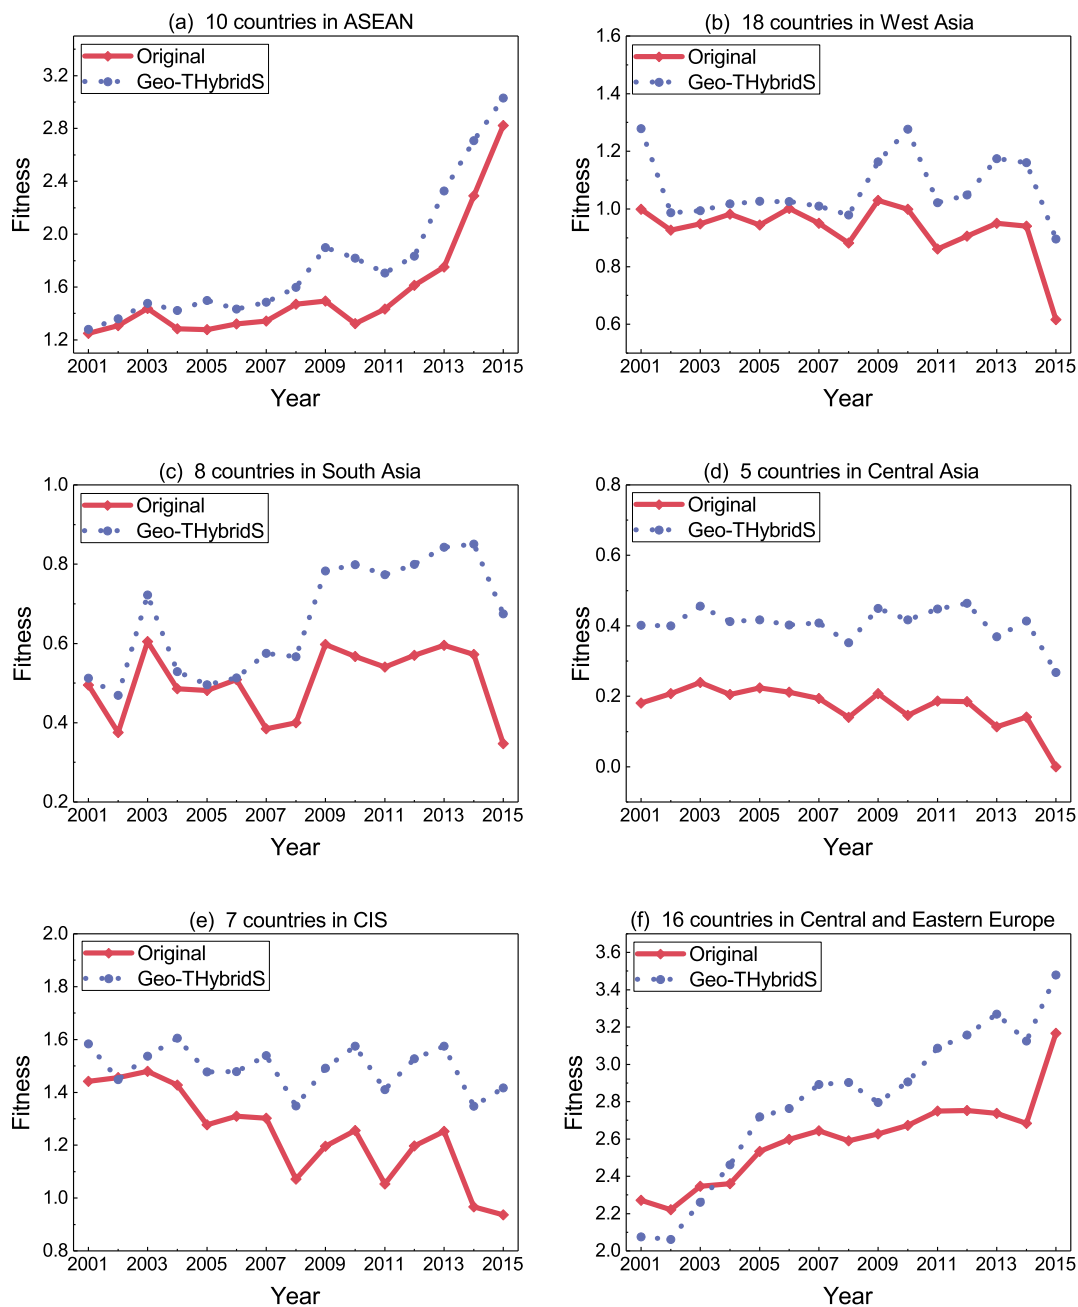 (a) 10 countries in ASEAN
Original
Geo-THybridS
3.2
2.8
2.4
2.0
1.6
1.2
Fitness
2001 2003 2005 2007 2009 2011 2013 2015
Year
(b) 18 countries in West Asia
Original
Geo-THybridS
1.6
1.4
1.2
1.0
0.8
0.6
Fitness
2001 2003 2005 2007 2009 2011 2013 2015
Year
(c) 8 countries in South Asia
Original
Geo-THybridS
1.0
0.8
0.6
0.4
0.2
Fitness
2001 2003 2005 2007 2009 2011 2013 2015
Year
(d) 5 countries in Central Asia
Original
Geo-THybridS
0.8
0.6
0.4
0.2
0.0
Fitness
2001 2003 2005 2007 2009 2011 2013 2015
Year
(e) 7 countries in CIS
Original
Geo-THybridS
2.0
1.8
1.6
1.4
1.2
1.0
0.8
Fitness
2001 2003 2005 2007 2009 2011 2013 2015
Year
(f) 16 countries in Central and Eastern Europe
Original
Geo-THybridS
3.6
3.4
3.2
3.0
2.8
2.6
2.4
2.2
2.0
Fitness
2001 2003 2005 2007 2009 2011 2013 2015
Year